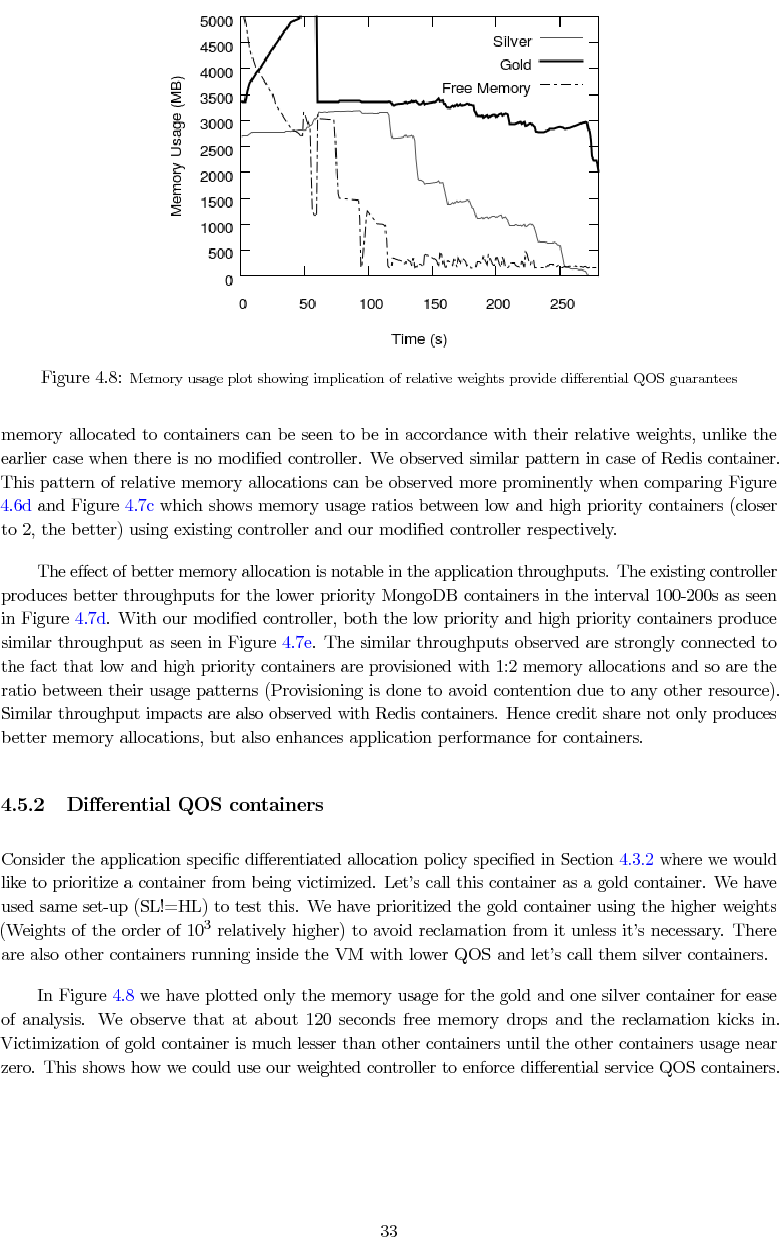 5000
4500
4000
3500
3000
2500
2000
1500
1000
500
0
Memory Usage (MB)
Silver
Gold
Free Memory
0 50 100 150 200 250
Time (s)
Figure 4.8: Memory usage plot showing implication of relative weights provide differential QOS guarantees
memory allocated to containers can be seen to be in accordance with their relative weights, unlike the
earlier case when there is no modified controller. We observed similar pattern in case of Redis container.
This pattern of relative memory allocations can be observed more prominently when comparing Figure
4.6d and Figure 4.7c which shows memory usage ratios between low and high priority containers (closer
to 2, the better) using existing controller and our modified controller respectively.
The effect of better memory allocation is notable in the application throughputs. The existing controller
produces better throughputs for the lower priority MongoDB containers in the interval 100-200s as seen
in Figure 4.7d. With our modified controller, both the low priority and high priority containers produce
similar throughput as seen in Figure 4.7e. The similar throughputs observed are strongly connected to
the fact that low and high priority containers are provisioned with 1:2 memory allocations and so are the
ratio between their usage patterns (Provisioning is done to avoid contention due to any other resource).
Similar throughput impacts are also observed with Redis containers. Hence credit share not only produces
better memory allocations, but also enhances application performance for containers.
4.5.2 Differential QOS containers
Consider the application specific differentiated allocation policy specified in Section 4.3.2 where we would
like to prioritize a container from being victimized. Let's call this container as a gold container. We have
used same set-up (SL!=HL) to test this. We have prioritized the gold container using the higher weights
(Weights of the order of 10³ relatively higher) to avoid reclamation from it unless it's necessary. There
are also other containers running inside the VM with lower QOS and let's call them silver containers.
In Figure 4.8 we have plotted only the memory usage for the gold and one silver container for ease
of analysis. We observe that at about 120 seconds free memory drops and the reclamation kicks in.
Victimization of gold container is much lesser than other containers until the other containers usage near
zero. This shows how we could use our weighted controller to enforce differential service QOS containers.
33